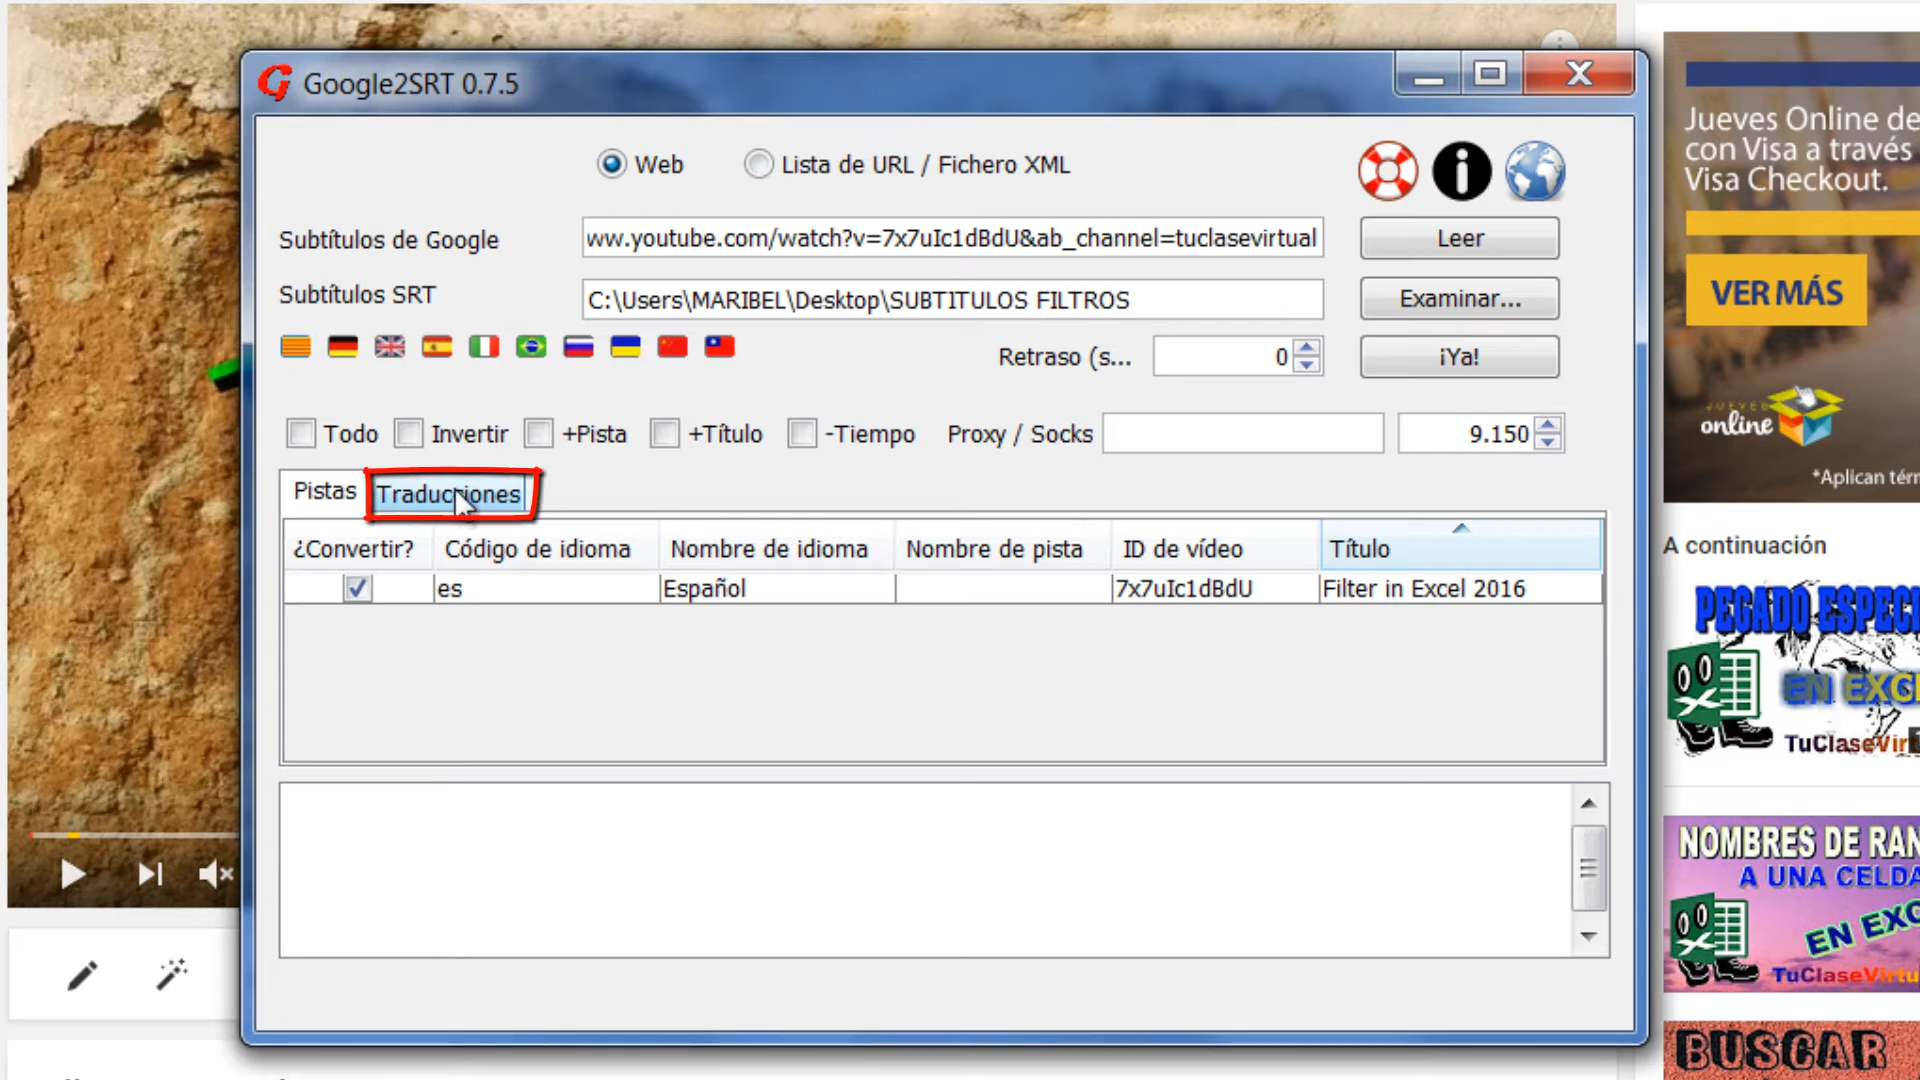 Google2SRT 0.7.5
Web
Lista de URL / Fichero XML
Subtítulos de Google
ww.youtube.com/watch?v=7x7uIc1dBdU&ab_channel=tuclasevirtual
Leer
Subtítulos SRT
C:\Users\MARIBEL\Desktop\SUBTITULOS FILTROS
Examinar...
Retraso (s...
0
¡Ya!
Todo
Invertir
+Pista
+Título
-Tiempo
Proxy / Socks
9.150
Pistas
Traducciones
¿Convertir?
Código de idioma
Nombre de idioma
Nombre de pista
ID de vídeo
Título
es
Español
7x7uIc1dBdU
Filter in Excel 2016
Jueves Online de
con Visa a través
Visa Checkout.
VER MÁS
JUEVES
online
*Aplican térm
A continuación
PEGADO ESPECI
EN EXC
TuClaseVir
NOMBRES DE RAN
A UNA CELDA
EN EXC
TuClaseVirtu
BUSCAR